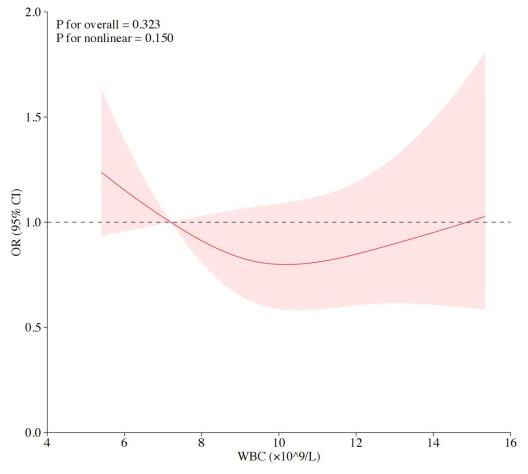 P for overall = 0.323
P for nonlinear = 0.150
OR (95% CI)
2.0
1.5
1.0
0.5
0.0
4 6 8 10 12 14 16
WBC (×10^9/L)